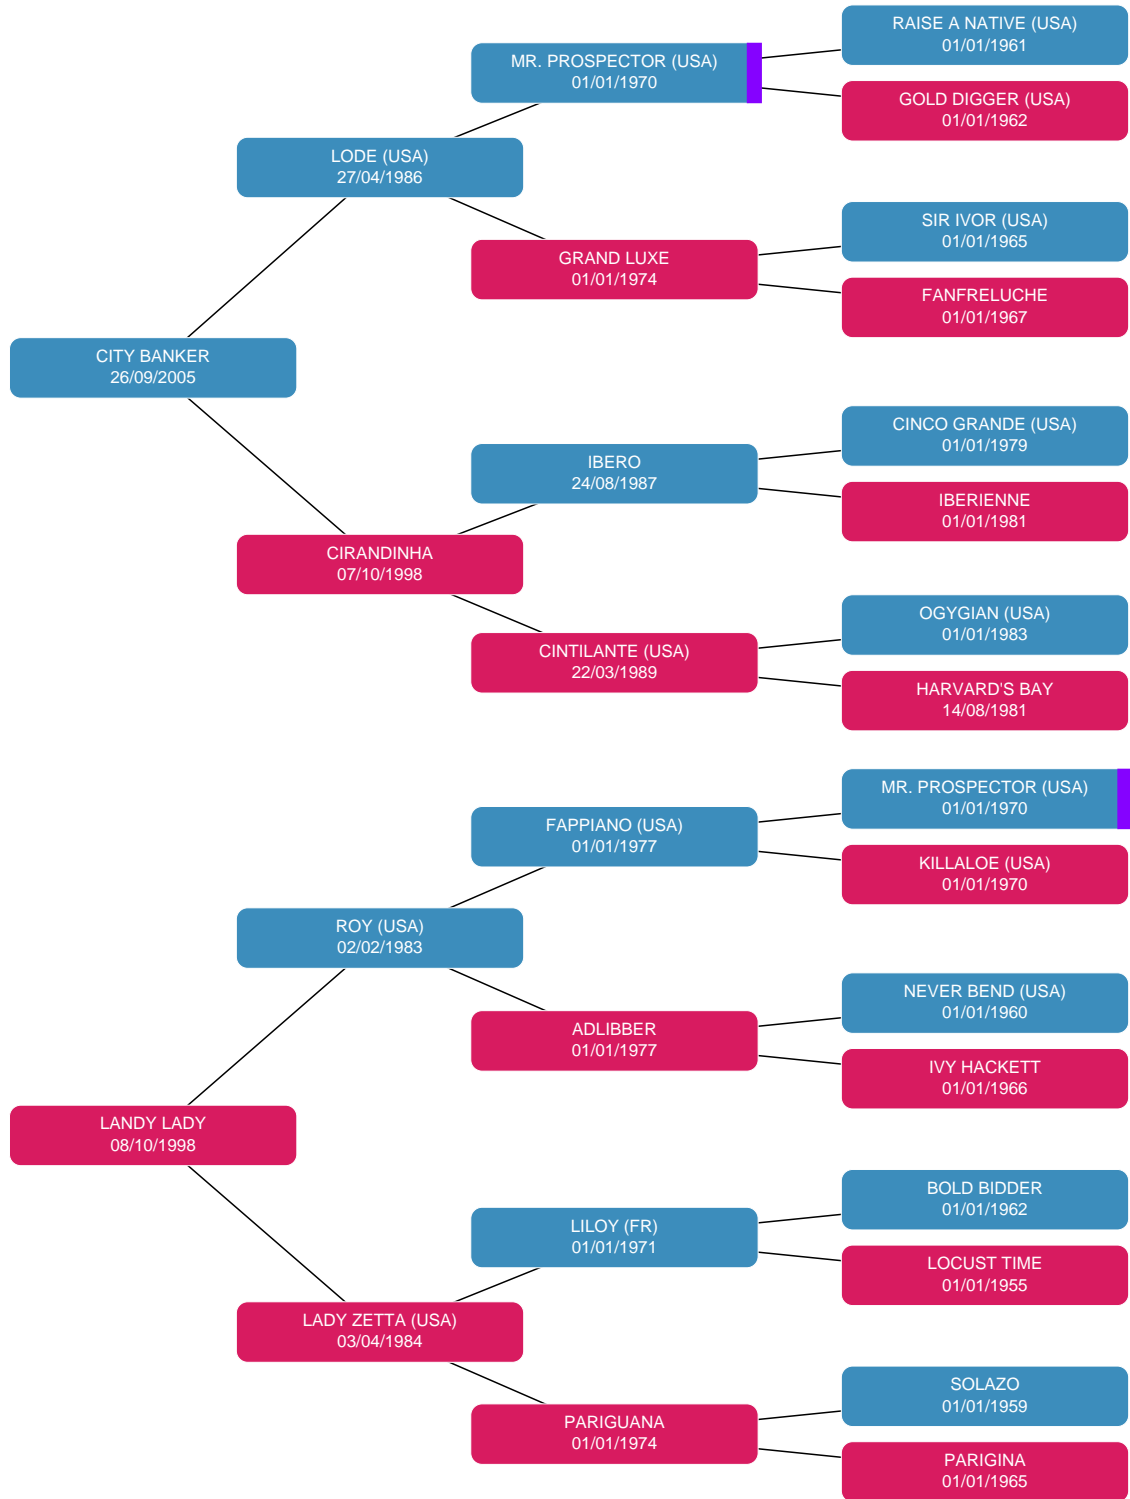 RAISE A NATIVE (USA)
01/01/1961
MR. PROSPECTOR (USA)
01/01/1970
GOLD DIGGER (USA)
01/01/1962
LODE (USA)
27/04/1986
SIR IVOR (USA)
01/01/1965
GRAND LUXE
01/01/1974
FANFRELUCHE
01/01/1967
CITY BANKER
26/09/2005
CINCO GRANDE (USA)
01/01/1979
IBERO
24/08/1987
IBERIENNE
01/01/1981
CIRANDINHA
07/10/1998
OGYGIAN (USA)
01/01/1983
CINTILANTE (USA)
22/03/1989
HARVARD'S BAY
14/08/1981
MR. PROSPECTOR (USA)
01/01/1970
FAPPIANO (USA)
01/01/1977
KILLALOE (USA)
01/01/1970
ROY (USA)
02/02/1983
NEVER BEND (USA)
01/01/1960
ADLIBBER
01/01/1977
IVY HACKETT
01/01/1966
LANDY LADY
08/10/1998
BOLD BIDDER
01/01/1962
LILOY (FR)
01/01/1971
LOCUST TIME
01/01/1955
LADY ZETTA (USA)
03/04/1984
SOLAZO
01/01/1959
PARIGUANA
01/01/1974
PARIGINA
01/01/1965